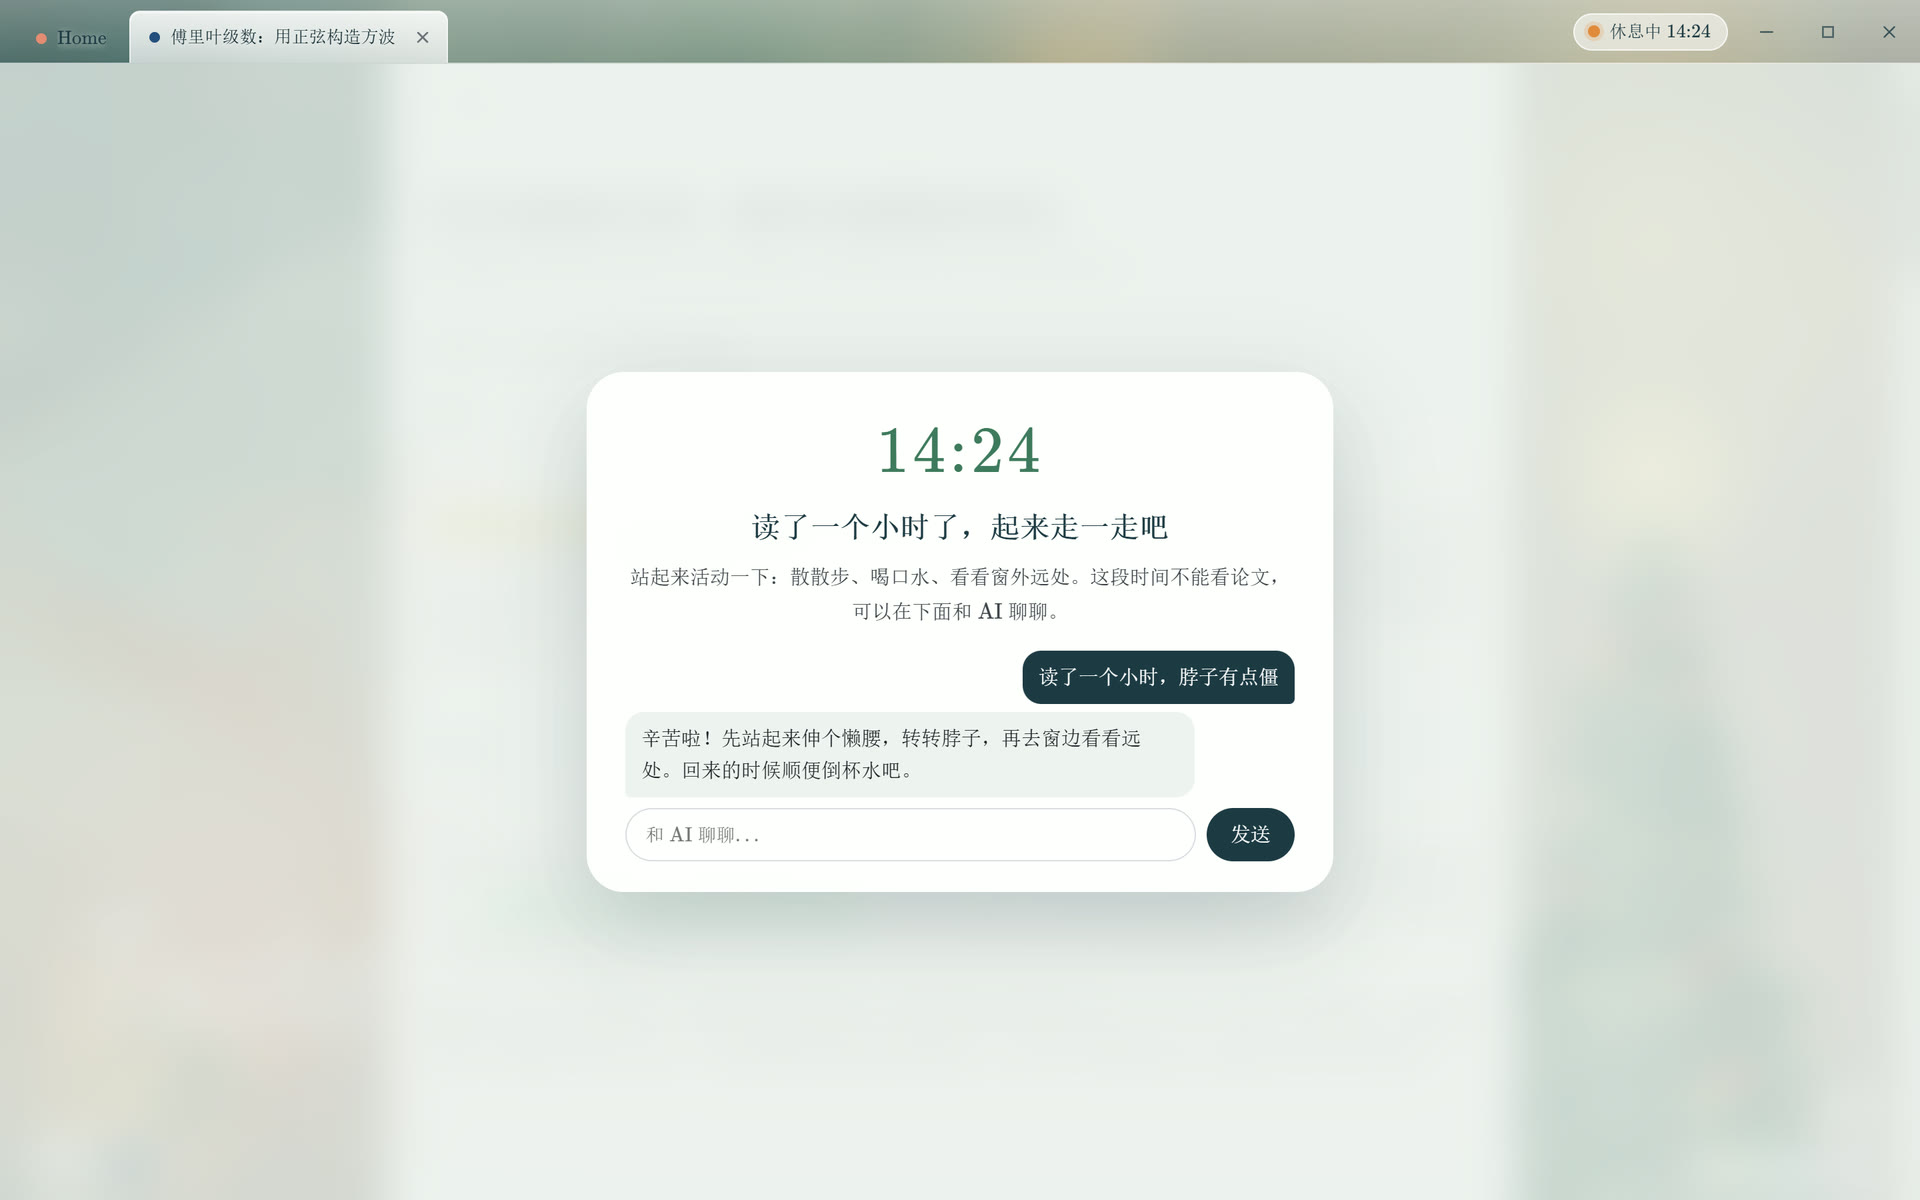 Home
傅里叶级数：用正弦构造方波
休息中 14:24
14:24
读了一个小时了，起来走一走吧
站起来活动一下：散散步、喝口水、看看窗外远处。这段时间不能看论文，
可以在下面和 AI 聊聊。
读了一个小时，脖子有点僵
辛苦啦！先站起来伸个懒腰，转转脖子，再去窗边看看远
处。回来的时候顺便倒杯水吧。
和 AI 聊聊...
发送